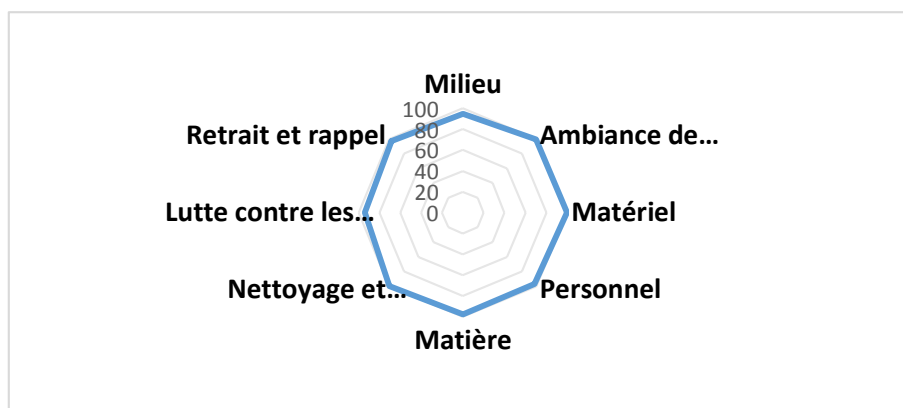 Milieu
100
80
60
40
20
0
Ambiance de…
Matériel
Personnel
Matière
Nettoyage et…
Lutte contre les…
Retrait et rappel